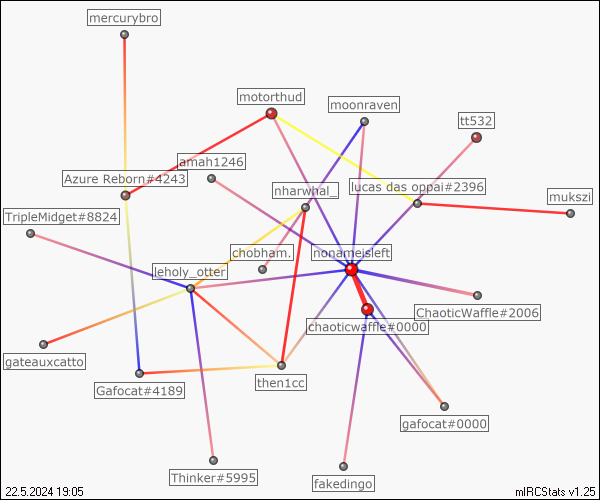 mercurybro
motorthud
moonraven
tt532
amah1246
Azure Reborn#4243
nharwhal_
lucas das oppai#2396
mukszi
TripleMidget#8824
chobham.
nonameisleft
leholy_otter
ChaoticWaffle#2006
chaoticwaffle#0000
gateauxcatto
Gafocat#4189
then1cc
gafocat#0000
Thinker#5995
fakedingo
22.5.2024 19:05
mIRCStats v1.25